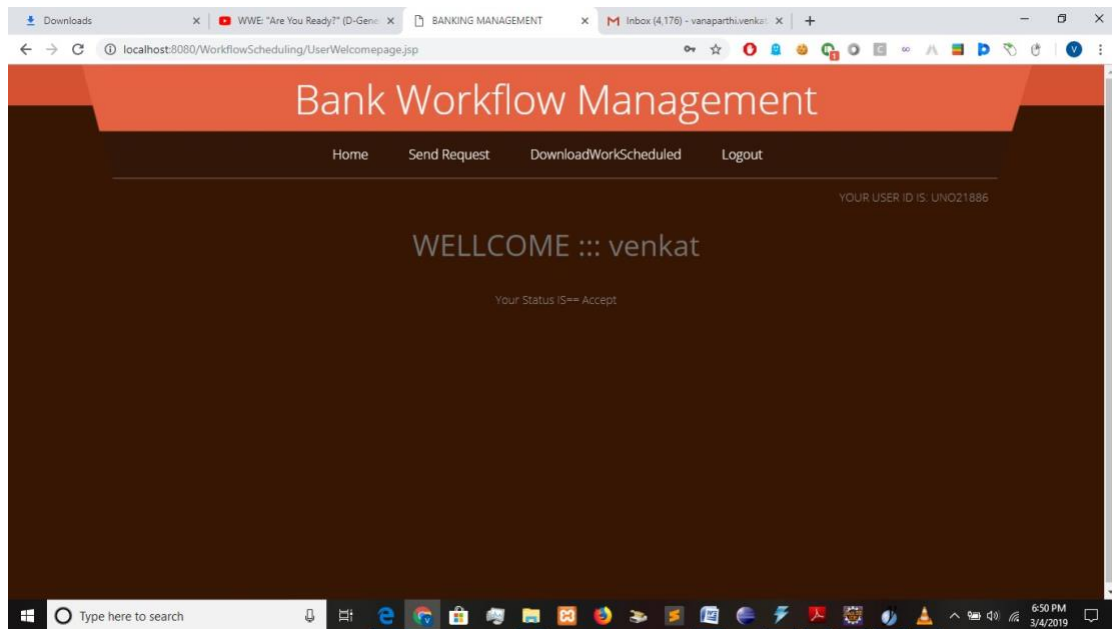 Downloads
WWE: "Are You Ready?" (D-Gene
BANKING MANAGEMENT
Inbox (4,176) - vanaparthi.venkat
localhost:8080/WorkflowScheduling/UserWelcomepage.jsp
Bank Workflow Management
Home Send Request DownloadWorkScheduled Logout
YOUR USER ID IS: UNO21886
WELLCOME ::: venkat
Your Status IS== Accept
Type here to search
6:50 PM
3/4/2019